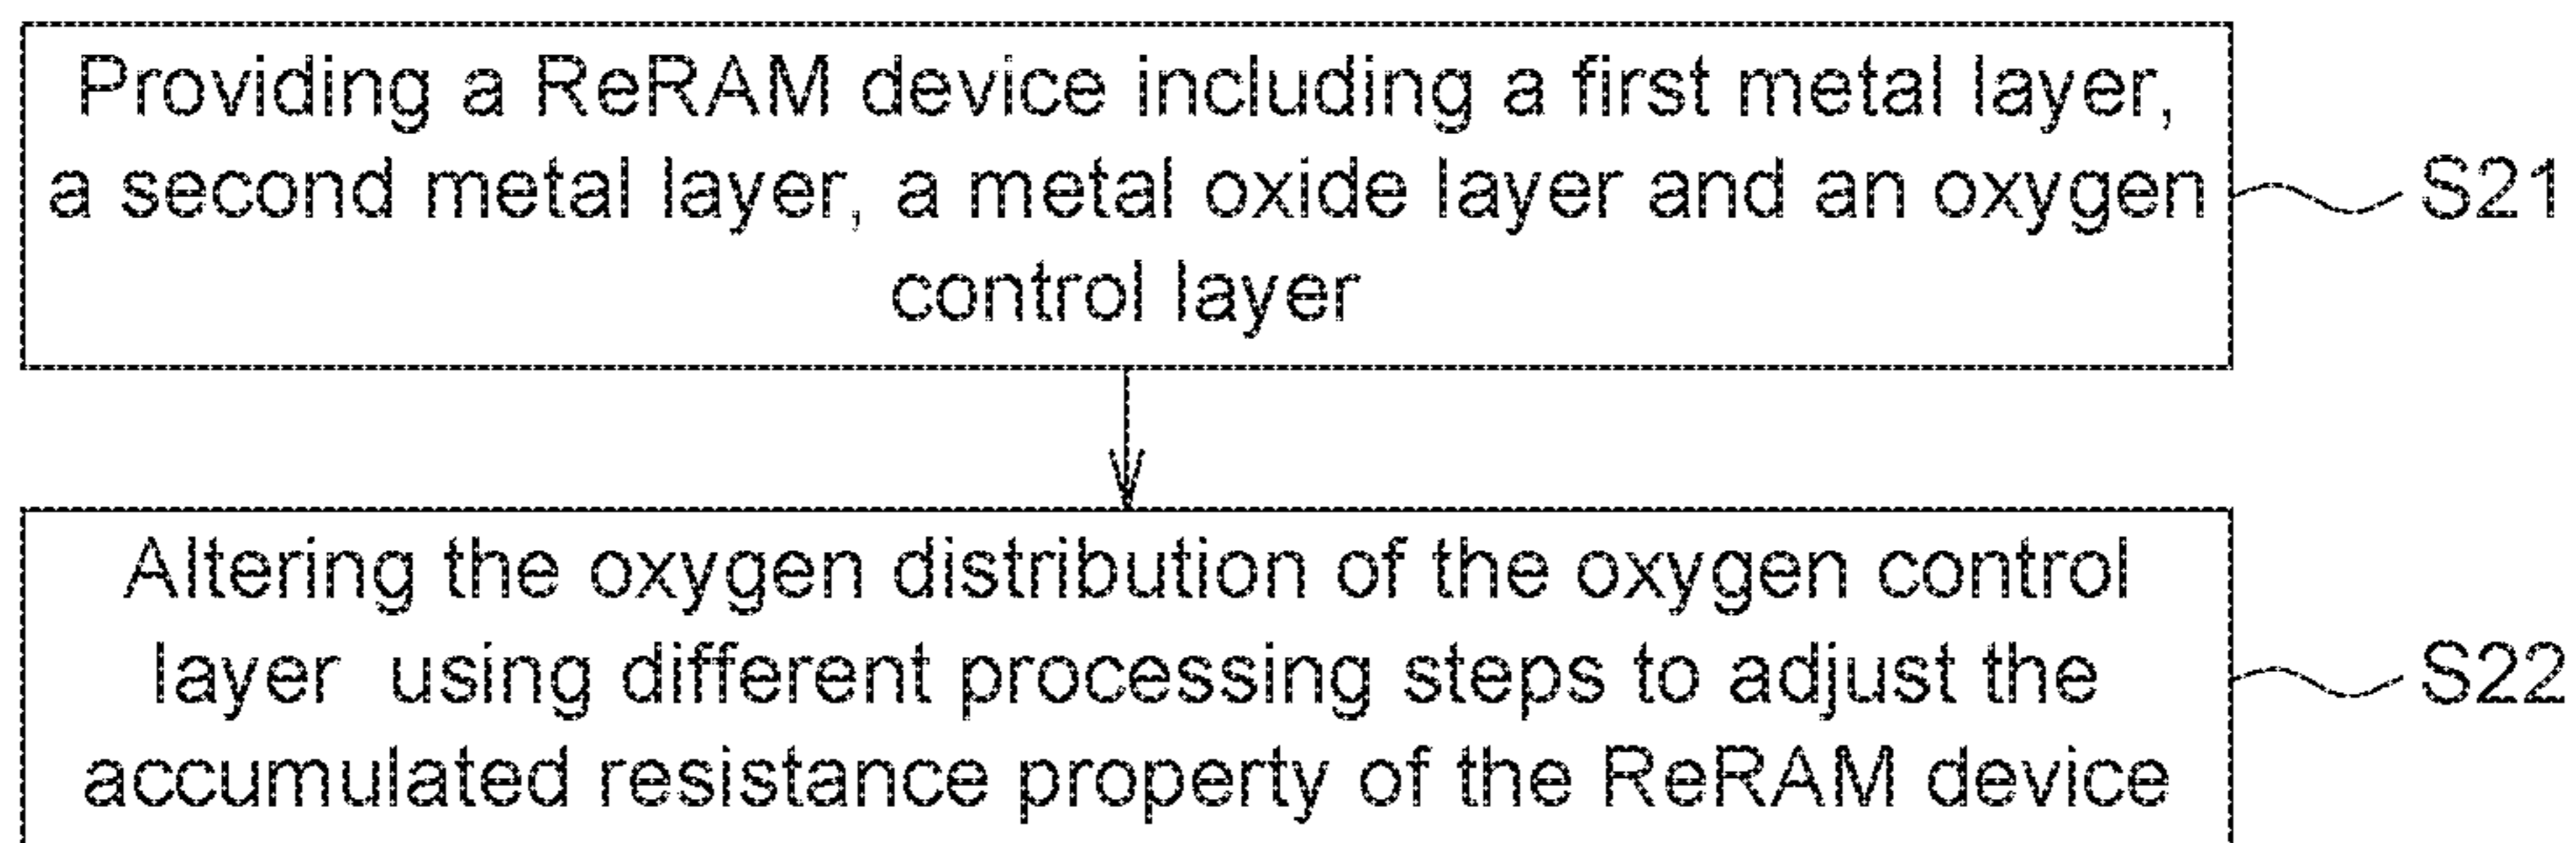 Providing a ReRAM device including a first metal layer,
a second metal layer, a metal oxide layer and an oxygen
control layer
S21
Altering the oxygen distribution of the oxygen control
layer using different processing steps to adjust the
accumulated resistance property of the ReRAM device
S22